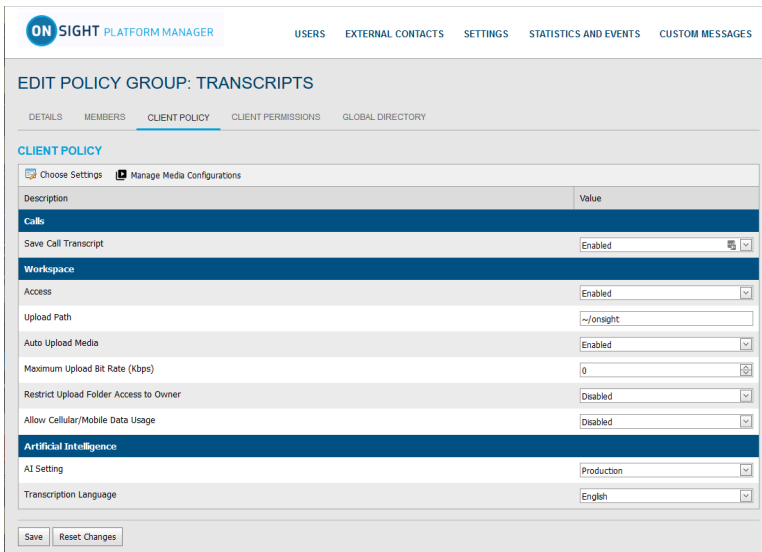 ON SIGHT PLATFORM MANAGER
USERS EXTERNAL CONTACTS SETTINGS STATISTICS AND EVENTS CUSTOM MESSAGES
EDIT POLICY GROUP: TRANSCRIPTS
DETAILS MEMBERS CLIENT POLICY CLIENT PERMISSIONS GLOBAL DIRECTORY
CLIENT POLICY
Choose Settings Manage Media Configurations
Description Value
Calls
Save Call Transcript Enabled
Workspace
Access Enabled
Upload Path ~/onsight
Auto Upload Media Enabled
Maximum Upload Bit Rate (Kbps) 0
Restrict Upload Folder Access to Owner Disabled
Allow Cellular/Mobile Data Usage Disabled
Artificial Intelligence
AI Setting Production
Transcription Language English
Save Reset Changes